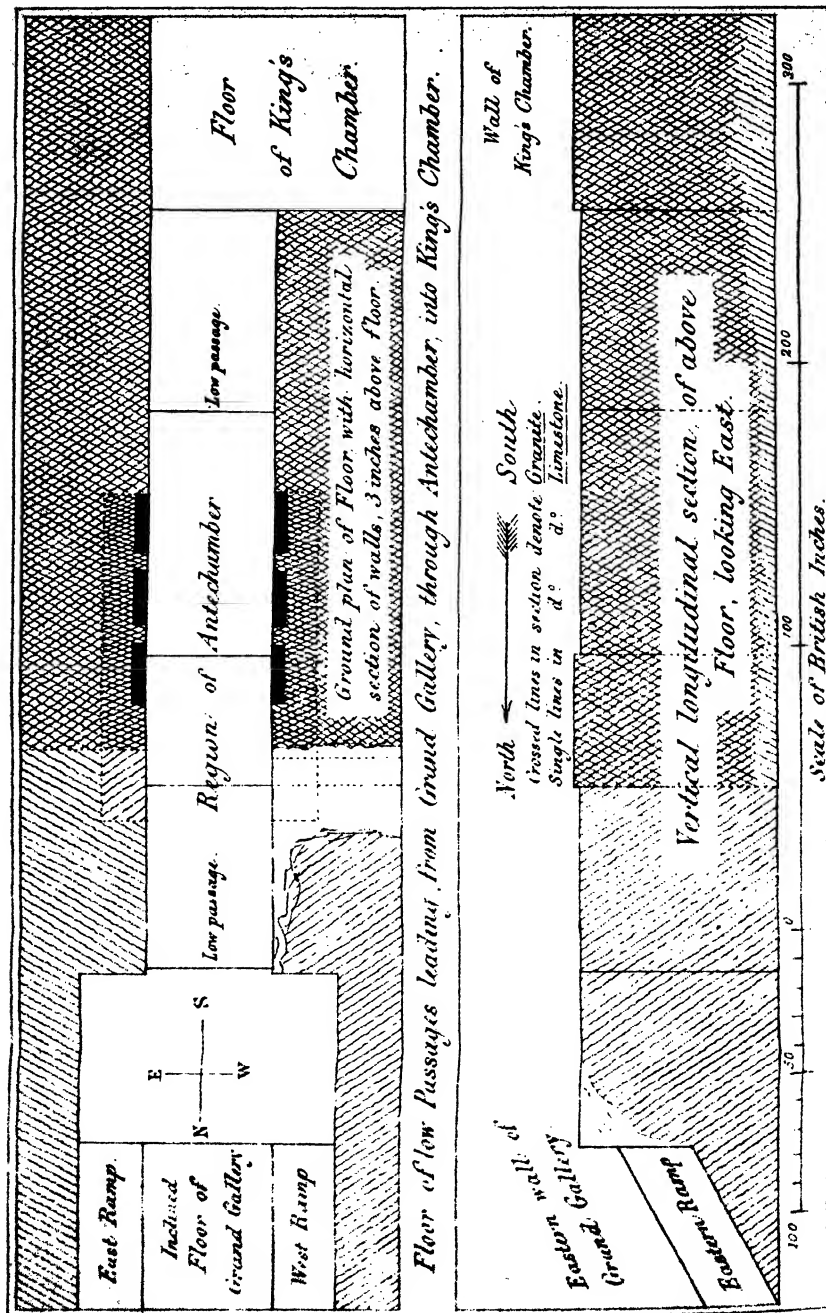 East Ramp.
Inclined
Floor of
Grand Gallery
West Ramp
N
S
E
W
Low passage.
Region of Antechamber
Low passage.
Floor
of King's
Chamber.
Ground plan of Floor with horizontal
section of walls, 3 inches above floor.
Floor of low Passages leading from Grand Gallery, through Antechamber, into King's Chamber.
Eastern wall of
Grand Gallery.
Eastern Ramp
North
South
Crossed lines in section denote Granite.
Single lines in dº dº Limestone.
Wall of
King's Chamber.
Vertical longitudinal section of above
Floor, looking East.
100 50 0 100 200 300
Scale of British Inches.